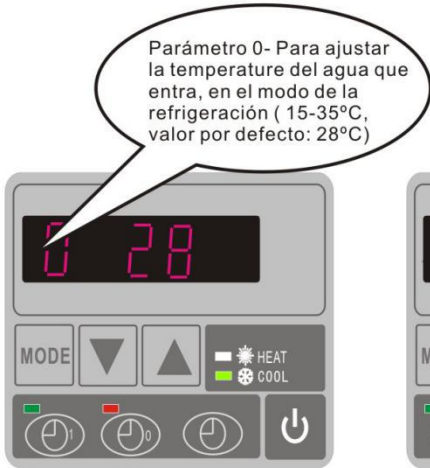 Parámetro 0- Para ajustar
la temperature del agua que
entra, en el modo de la
refrigeración ( 15-35ºC,
valor por defecto: 28ºC)
0 28
MODE
HEAT
COOL
1
0
M